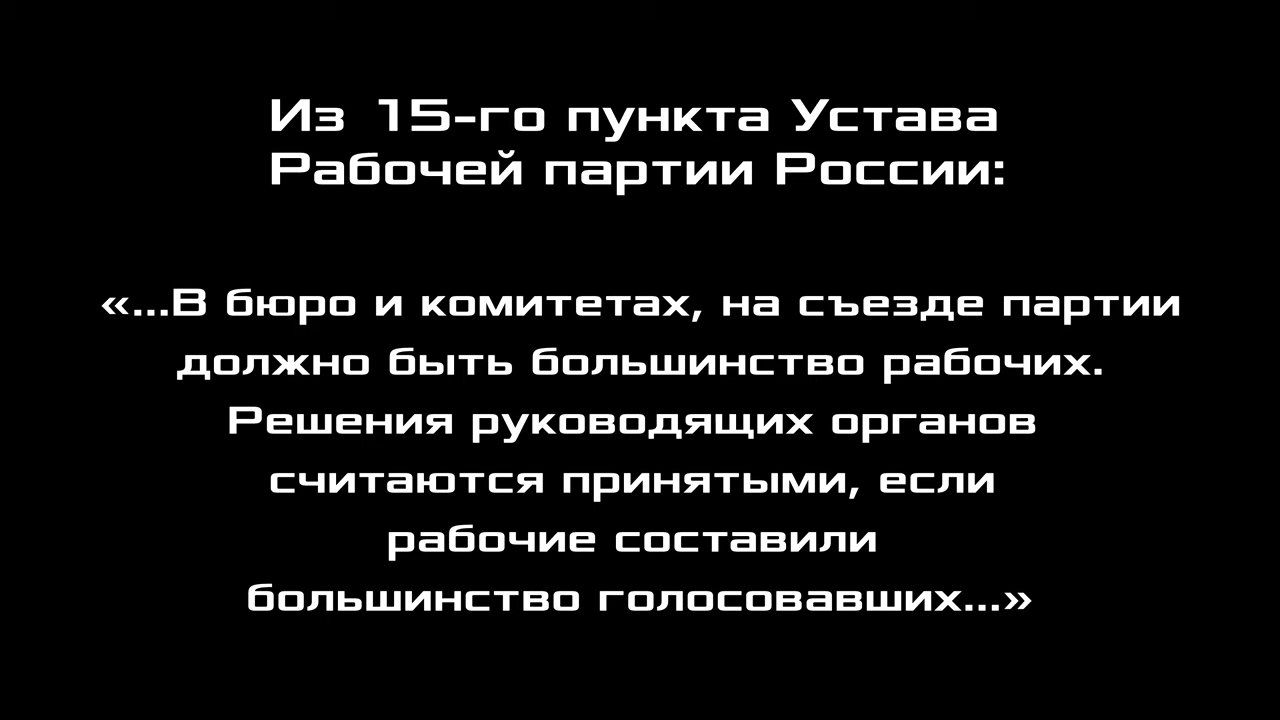 Из 15-го пункта Устава
Рабочей партии России:
«...В бюро и комитетах, на съезде партии
должно быть большинство рабочих.
Решения руководящих органов
считаются принятыми, если
рабочие составили
большинство голосовавших...»